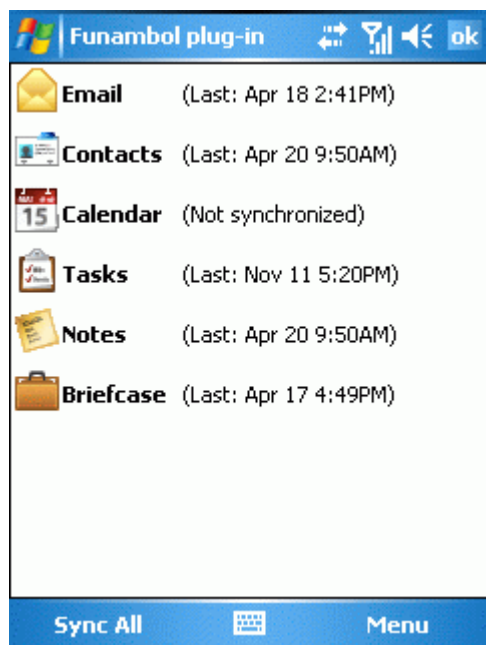 Funambol plug-in ok
Email (Last: Apr 18 2:41PM)
Contacts (Last: Apr 20 9:50AM)
15
Calendar (Not synchronized)
Tasks (Last: Nov 11 5:20PM)
Notes (Last: Apr 20 9:50AM)
Briefcase (Last: Apr 17 4:49PM)
Sync All Menu